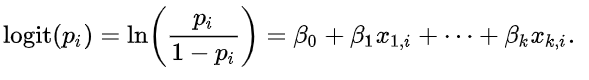 logit(pᵢ) = ln(pᵢ / (1 − pᵢ)) = β₀ + β₁x₁,ᵢ + ⋯ + βₖxₖ,ᵢ.